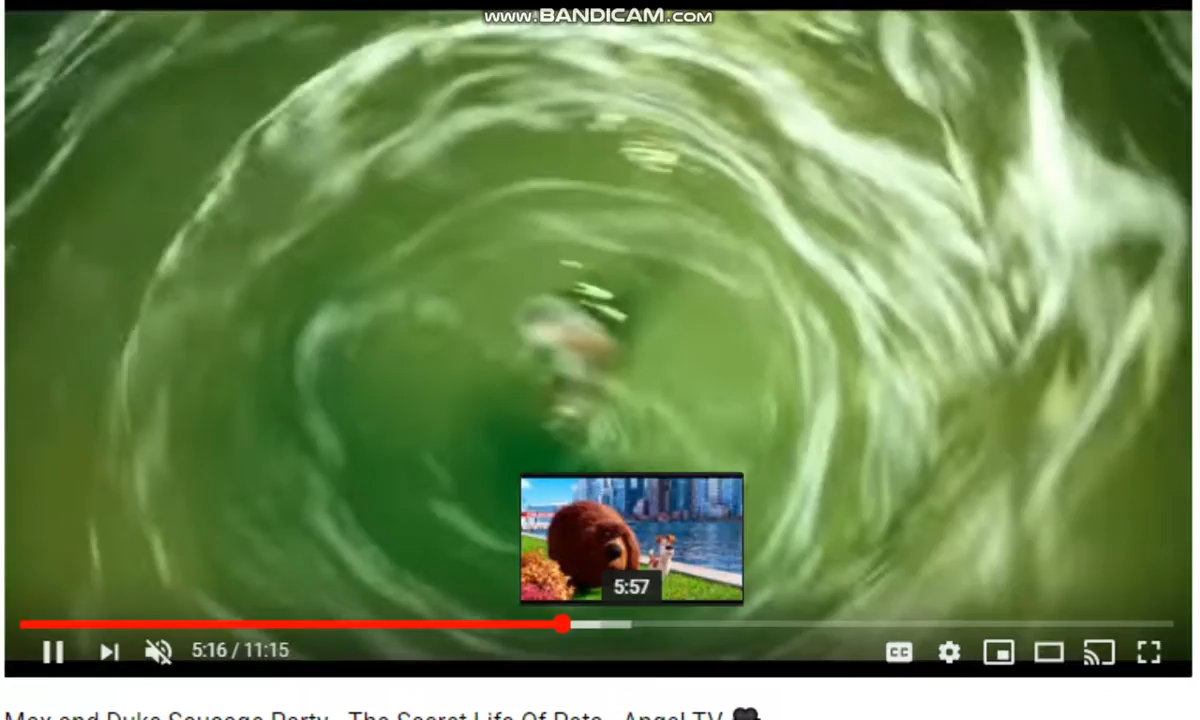 www.BANDICAM.com
5:57
5:16 / 11:15
CC
Max and Duke Sausage Party - The Secret Life Of Pets - Angel TV 🖤